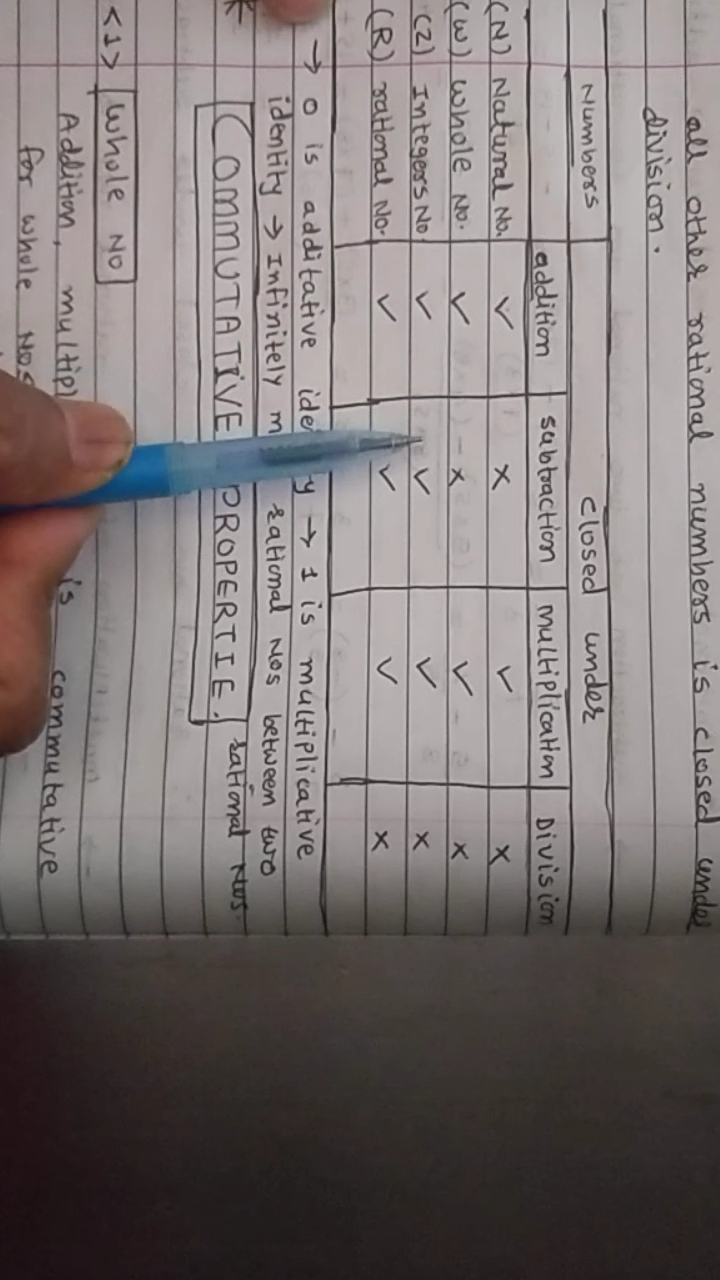 all other rational numbers is closed under
division.
Numbers closed under
addition subtraction multiplication Division
(N) Natural No. ✓ × ✓ ×
(W) Whole No. ✓ × ✓ ×
(Z) Integers No. ✓ ✓ ✓ ×
(R) rational No. ✓ ✓ ✓ ×
→ 0 is additative → 1 is multiplicative
identity → Infinitely rational Nos between two
rational Nos
COMMUTATIVE PROPERTIE.
<1> Whole NO
Addition, is commutative
for whole Nos